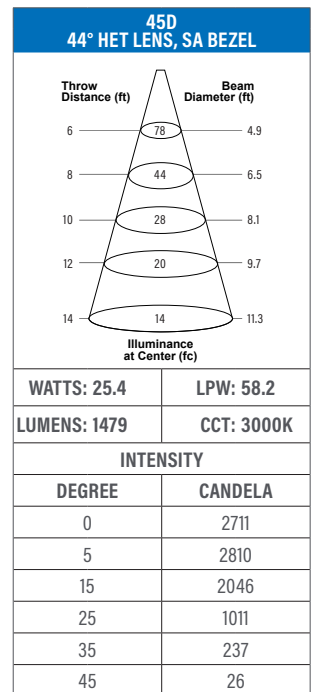 45D
44° HET LENS, SA BEZEL
Throw Beam
Distance (ft) Diameter (ft)
6 78 4.9
8 44 6.5
10 28 8.1
12 20 9.7
14 14 11.3
Illuminance
at Center (fc)
WATTS: 25.4 LPW: 58.2
LUMENS: 1479 CCT: 3000K
INTENSITY
DEGREE CANDELA
0 2711
5 2810
15 2046
25 1011
35 237
45 26